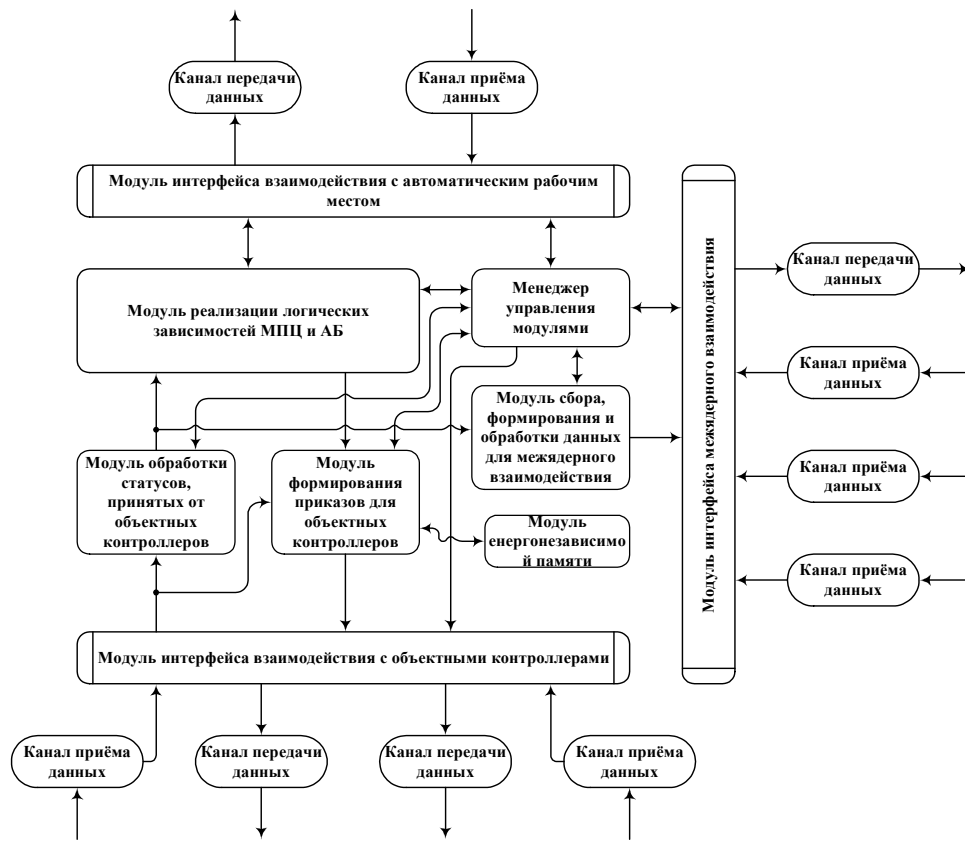 Канал передачи
данных
Канал приёма
данных
Модуль интерфейса взаимодействия с автоматическим рабочим
местом
Модуль реализации логических
зависимостей МПЦ и АБ
Менеджер
управления
модулями
Модуль сбора,
формирования и
обработки данных
для межядерного
взаимодействия
Модуль обработки
статусов,
принятых от
объектных
контроллеров
Модуль
формирования
приказов для
объектных
контроллеров
Модуль
енергонезависимо
й памяти
Модуль интерфейса взаимодействия с объектными контроллерами
Модуль интерфейса межядерного взаимодействия
Канал передачи
данных
Канал приёма
данных
Канал приёма
данных
Канал приёма
данных
Канал приёма
данных
Канал передачи
данных
Канал передачи
данных
Канал приёма
данных